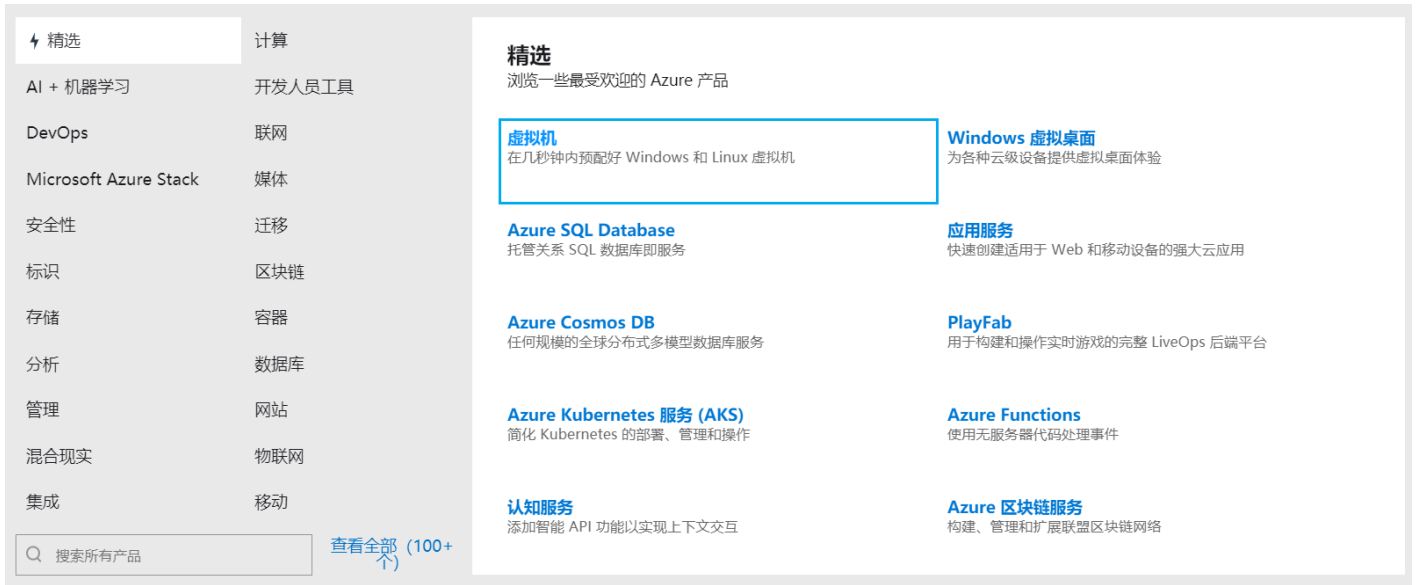 精选
计算
AI + 机器学习
开发人员工具
DevOps
联网
Microsoft Azure Stack
媒体
安全性
迁移
标识
区块链
存储
容器
分析
数据库
管理
网站
混合现实
物联网
集成
移动
搜索所有产品
查看全部（100+
个）
精选
浏览一些最受欢迎的 Azure 产品
虚拟机
在几秒钟内预配好 Windows 和 Linux 虚拟机
Windows 虚拟桌面
为各种云级设备提供虚拟桌面体验
Azure SQL Database
托管关系 SQL 数据库即服务
应用服务
快速创建适用于 Web 和移动设备的强大云应用
Azure Cosmos DB
任何规模的全球分布式多模型数据库服务
PlayFab
用于构建和操作实时游戏的完整 LiveOps 后端平台
Azure Kubernetes 服务 (AKS)
简化 Kubernetes 的部署、管理和操作
Azure Functions
使用无服务器代码处理事件
认知服务
添加智能 API 功能以实现上下文交互
Azure 区块链服务
构建、管理和扩展联盟区块链网络